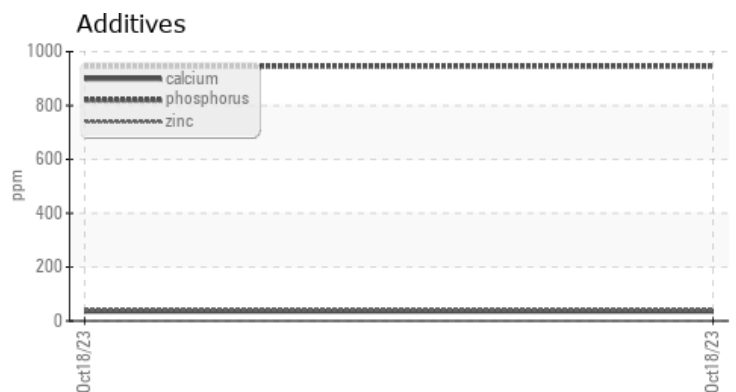 Additives
1000
800
600
400
200
0
ppm
calcium
phosphorus
zinc
Oct18/23
Oct18/23